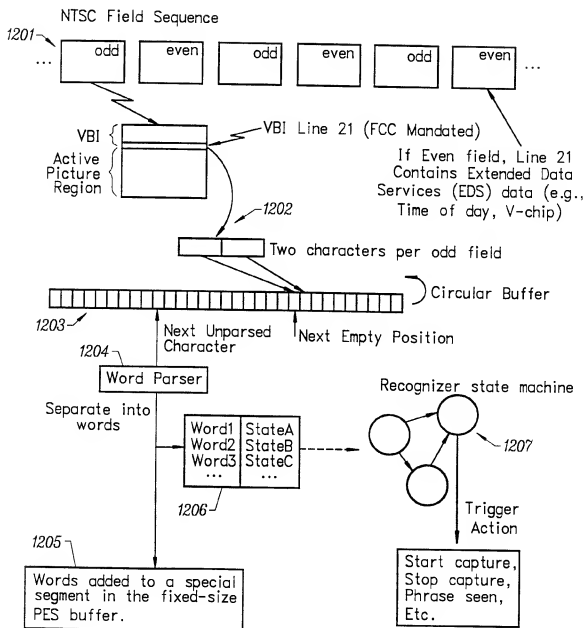 NTSC Field Sequence
1201
... odd even odd even odd even ...
VBI
VBI Line 21 (FCC Mandated)
Active
Picture
Region
If Even field, Line 21
Contains Extended Data
Services (EDS) data (e.g.,
Time of day, V-chip)
1202
Two characters per odd field
Circular Buffer
1203
Next Unparsed
Character
Next Empty Position
1204
Word Parser
Separate into
words
Recognizer state machine
Word1 StateA
Word2 StateB
Word3 StateC
... ...
1206
1207
Trigger
Action
1205
Words added to a special
segment in the fixed-size
PES buffer.
Start capture,
Stop capture,
Phrase seen,
Etc.